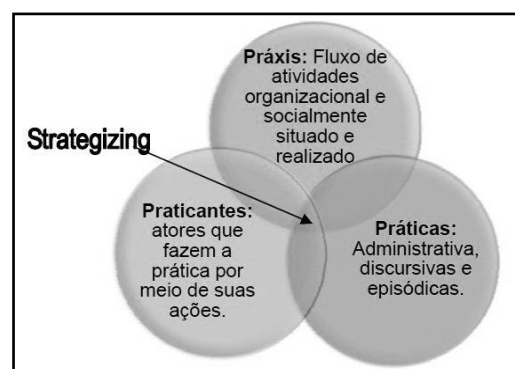 Práxis: Fluxo de
atividades
organizacional e
socialmente
situado e
realizado
Strategizing
Praticantes:
atores que
fazem a
prática por
meio de suas
ações.
Práticas:
Administrativa,
discursivas e
episódicas.